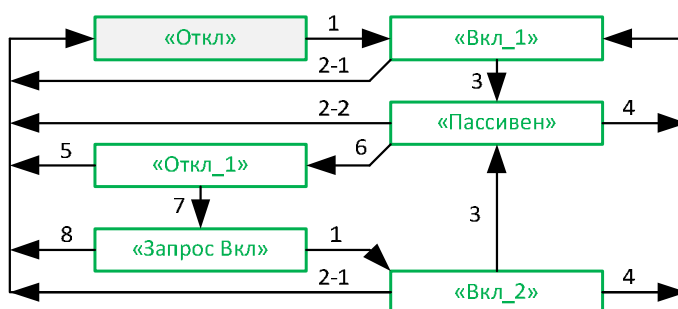 «Откл» 1 «Вкл_1»
2-1 3
2-2 «Пассивен» 4
5 «Откл_1» 6
7 3
8 «Запрос Вкл» 1
2-1 «Вкл_2» 4